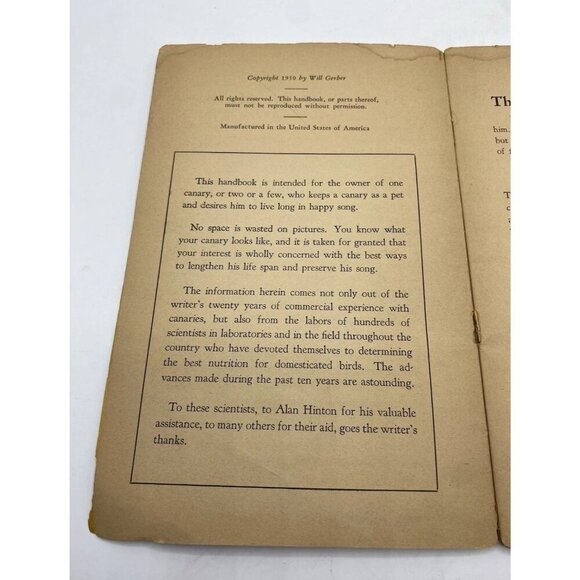 Copyright 1950 by Will Gerber
All rights reserved. This handbook, or parts thereof,
must not be reproduced without permission.
Manufactured in the United States of America
This handbook is intended for the owner of one
canary, or two or a few, who keeps a canary as a pet
and desires him to live long in happy song.
No space is wasted on pictures. You know what
your canary looks like, and it is taken for granted that
your interest is wholly concerned with the best ways
to lengthen his life span and preserve his song.
The information herein comes not only out of the
writer's twenty years of commercial experience with
canaries, but also from the labors of hundreds of
scientists in laboratories and in the field throughout the
country who have devoted themselves to determining
the best nutrition for domesticated birds. The ad-
vances made during the past ten years are astounding.
To these scientists, to Alan Hinton for his valuable
assistance, to many others for their aid, goes the writer's
thanks.
Th
him.
but
of
T